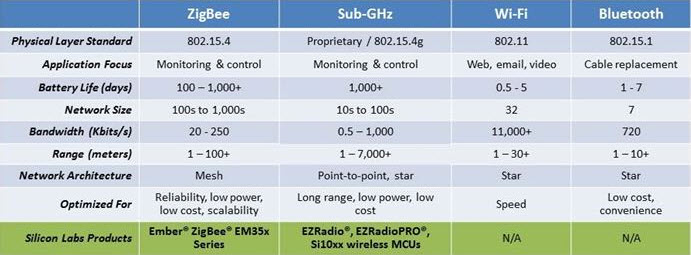 ZigBee Sub-GHz Wi-Fi Bluetooth
Physical Layer Standard 802.15.4 Proprietary / 802.15.4g 802.11 802.15.1
Application Focus Monitoring & control Monitoring & control Web, email, video Cable replacement
Battery Life (days) 100 – 1,000+ 1,000+ 0.5 - 5 1 - 7
Network Size 100s to 1,000s 10s to 100s 32 7
Bandwidth (Kbits/s) 20 - 250 0.5 – 1,000 11,000+ 720
Range (meters) 1 – 100+ 1 – 7,000+ 1 – 30+ 1 – 10+
Network Architecture Mesh Point-to-point, star Star Star
Optimized For Reliability, low power, low cost, scalability Long range, low power, low cost Speed Low cost, convenience
Silicon Labs Products Ember® ZigBee® EM35x Series EZRadio®, EZRadioPRO®, Si10xx wireless MCUs N/A N/A